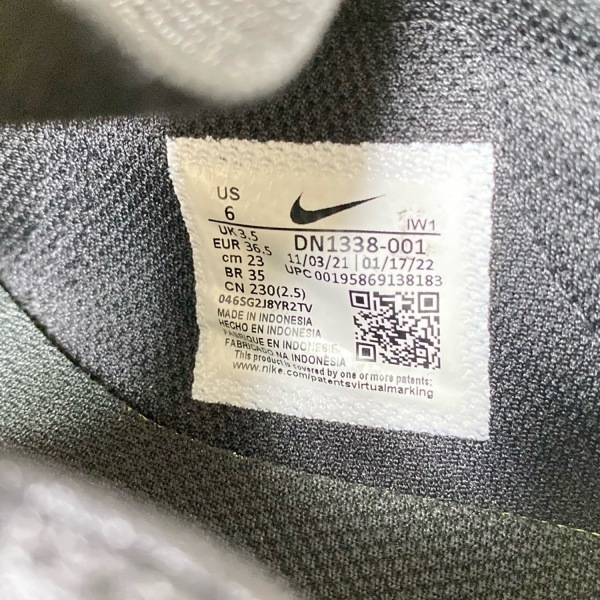 US
6
IW1
UK 3.5
EUR 36.5
cm 23
BR 35
CN 230(2.5)
DN1338-001
11/03/21 | 01/17/22
UPC 00195869138183
046SG2J8YR2TV
MADE IN INDONESIA
HECHO EN INDONESIA
FABRIQUE EN INDONESIE
FABRICADO NA INDONÉSIA
This product is covered by one or more patents:
www.nike.com/patentsvirtualmarking